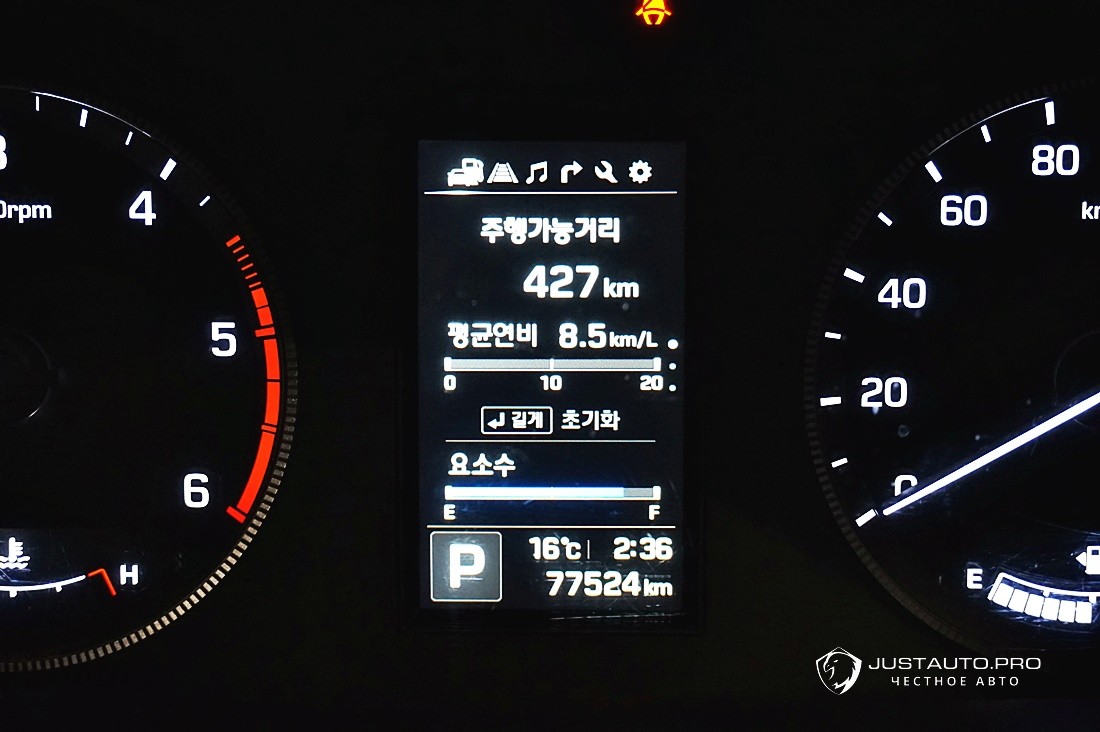 4
5
6
H
주행가능거리
427 km
평균연비 8.5 km/L
0 10 20
길게 초기화
요소수
E F
P
16℃ 2:36
77524 km
80
60
40
20
0
E
JUSTAUTO.PRO
ЧЕСТНОЕ АВТО